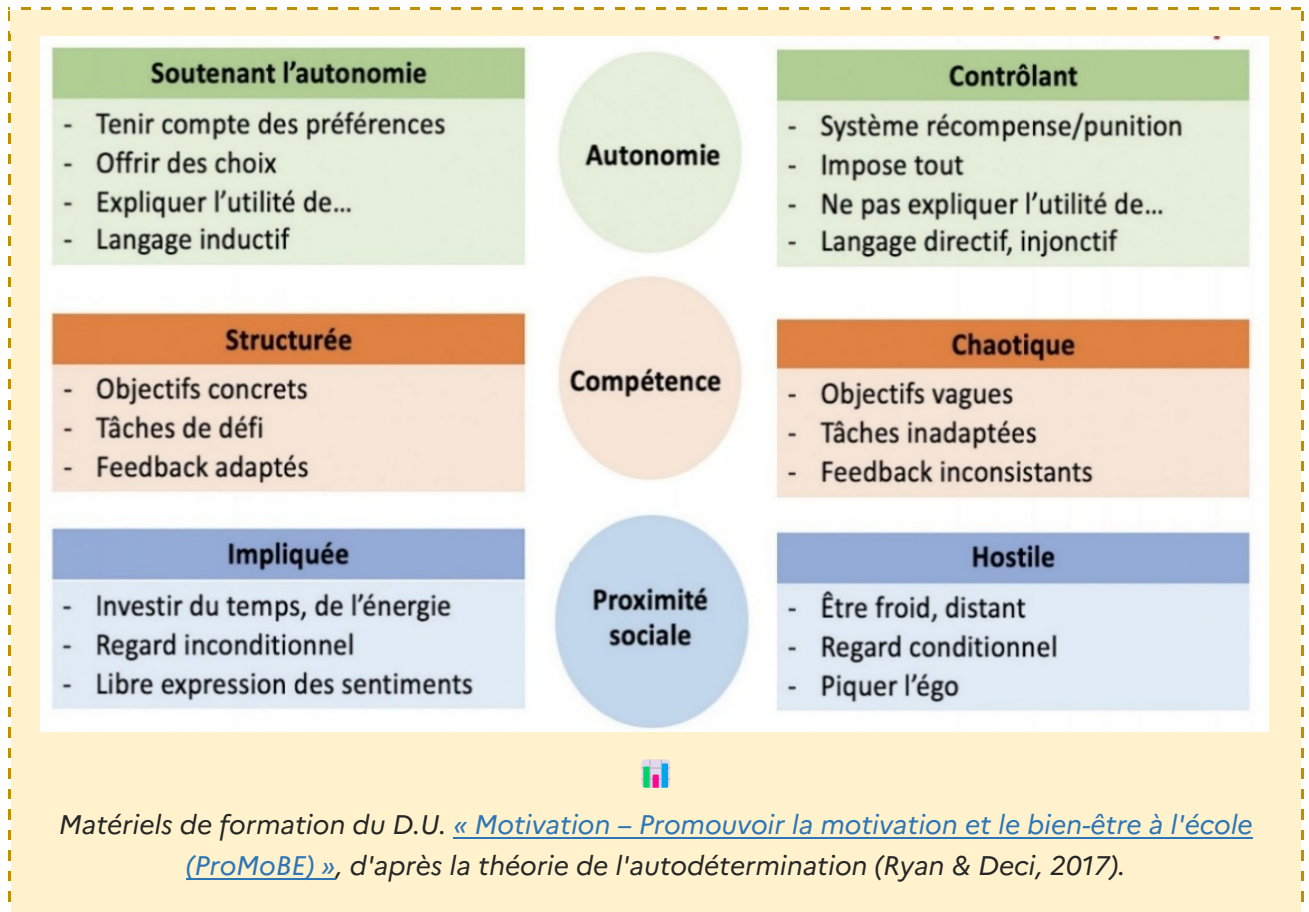 Soutenant l'autonomie
- Tenir compte des préférences
- Offrir des choix
- Expliquer l'utilité de...
- Langage inductif
Autonomie
Contrôlant
- Système récompense/punition
- Impose tout
- Ne pas expliquer l'utilité de...
- Langage directif, injonctif
Structurée
- Objectifs concrets
- Tâches de défi
- Feedback adaptés
Compétence
Chaotique
- Objectifs vagues
- Tâches inadaptées
- Feedback inconsistants
Impliquée
- Investir du temps, de l'énergie
- Regard inconditionnel
- Libre expression des sentiments
Proximité
sociale
Hostile
- Être froid, distant
- Regard conditionnel
- Piquer l'égo
Matériels de formation du D.U. « Motivation – Promouvoir la motivation et le bien-être à l'école
(ProMoBE) », d'après la théorie de l'autodétermination (Ryan & Deci, 2017).